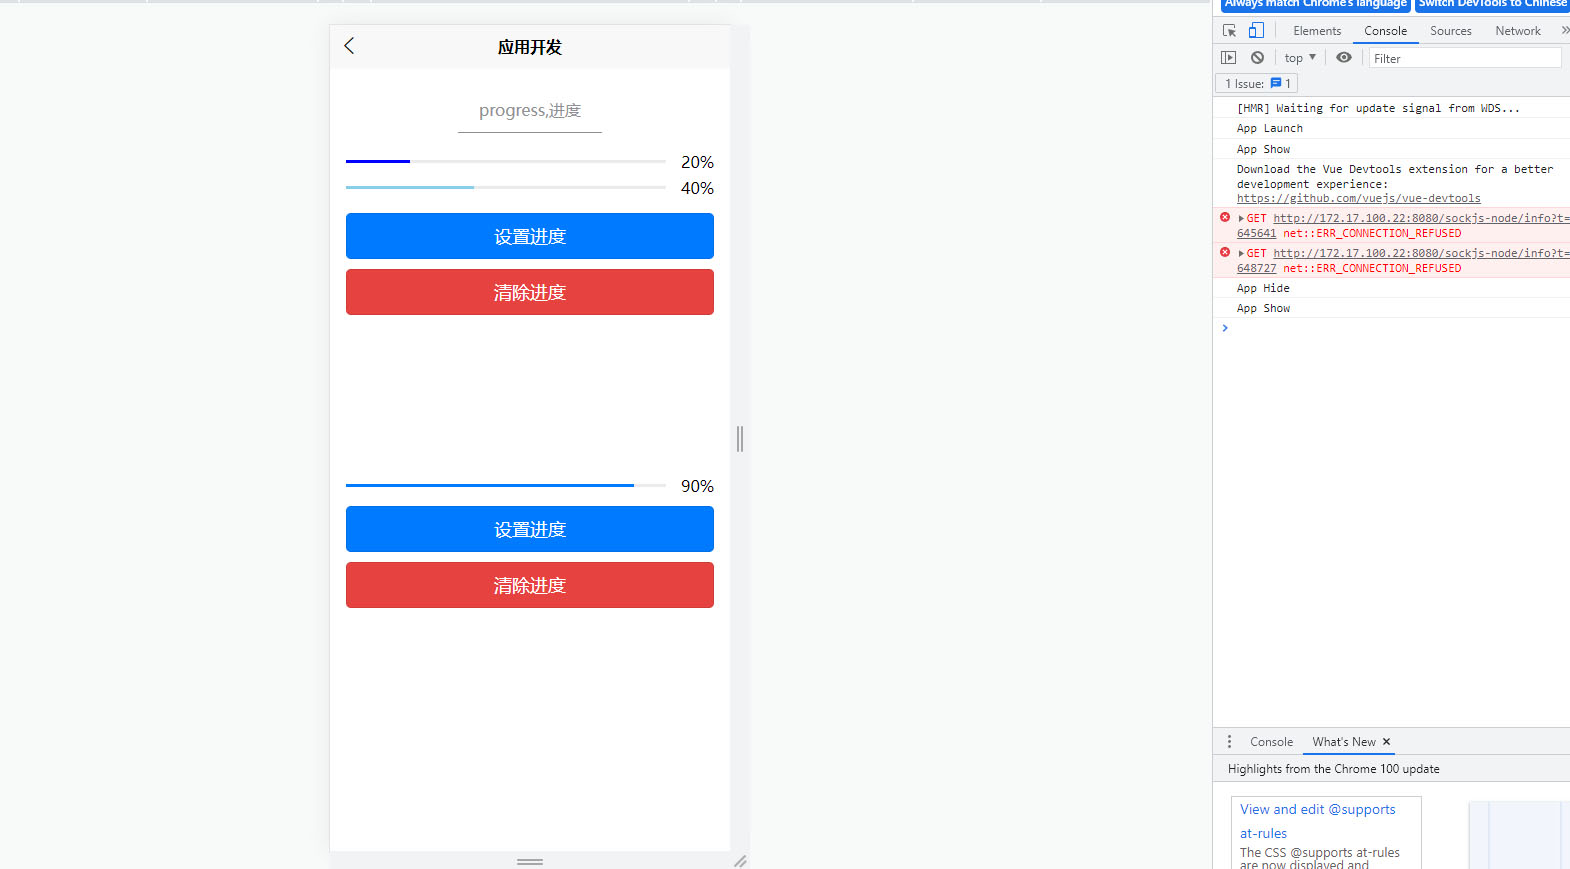 应用开发
progress,进度
20%
40%
设置进度
清除进度
90%
设置进度
清除进度
Always match Chrome's language
Switch DevTools to Chinese
Elements Console Sources Network
top Filter
1 Issue: 1
[HMR] Waiting for update signal from WDS...
App Launch
App Show
Download the Vue Devtools extension for a better
development experience:
https://github.com/vuejs/vue-devtools
GET http://172.17.100.22:8080/sockjs-node/info?t=
645641 net::ERR_CONNECTION_REFUSED
GET http://172.17.100.22:8080/sockjs-node/info?t=
648727 net::ERR_CONNECTION_REFUSED
App Hide
App Show
Console What's New
Highlights from the Chrome 100 update
View and edit @supports
at-rules
The CSS @supports at-rules
are now displayed and